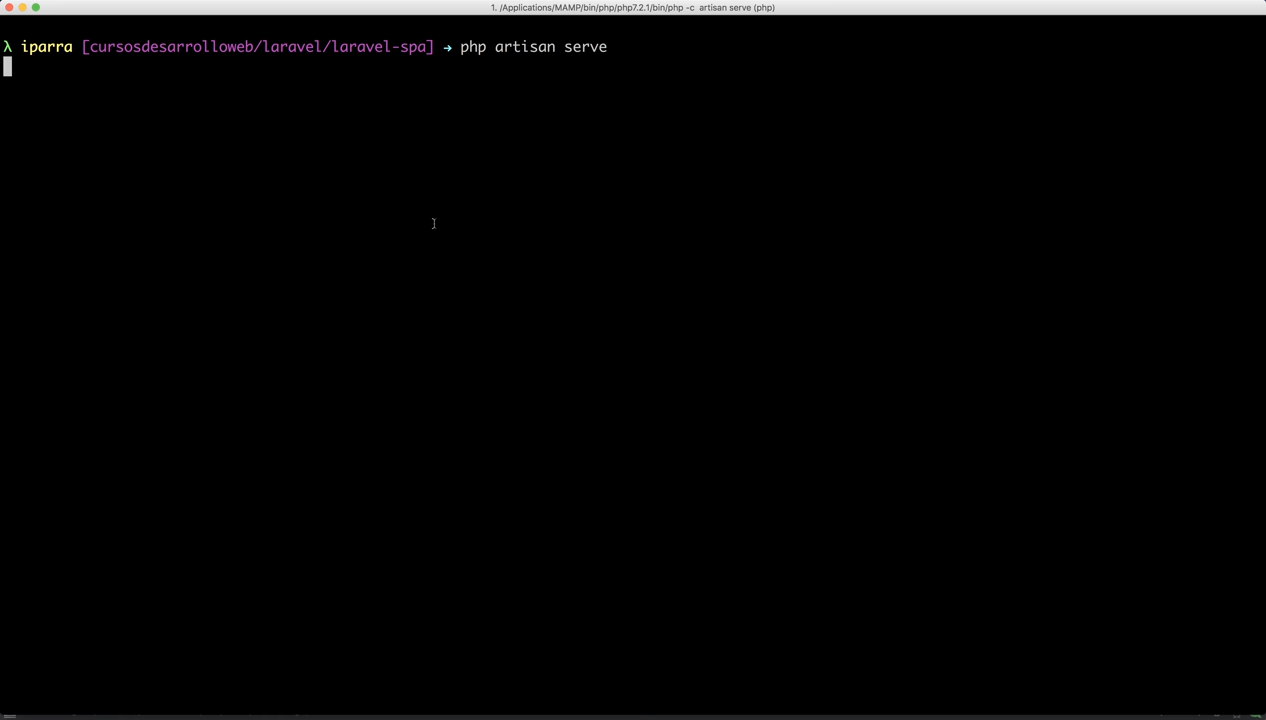 1. /Applications/MAMP/bin/php/php7.2.1/bin/php -c  artisan serve (php)
λ iparra [cursosdesarrolloweb/laravel/laravel-spa] → php artisan serve